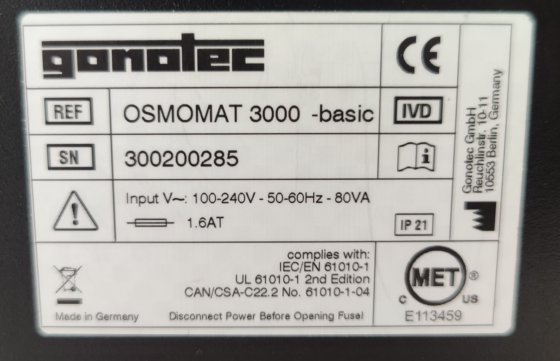 gonotec
CE
REF
OSMOMAT 3000 -basic
IVD
SN
300200285
i
Gonotec GmbH
Reuchlinstr. 10-11
10553 Berlin, Germany
Input V~: 100-240V - 50-60Hz - 80VA
1.6AT
IP 21
complies with:
IEC/EN 61010-1
UL 61010-1 2nd Edition
CAN/CSA-C22.2 No. 61010-1-04
MET ®
C US
Made in Germany
Disconnect Power Before Opening Fuse!
E113459